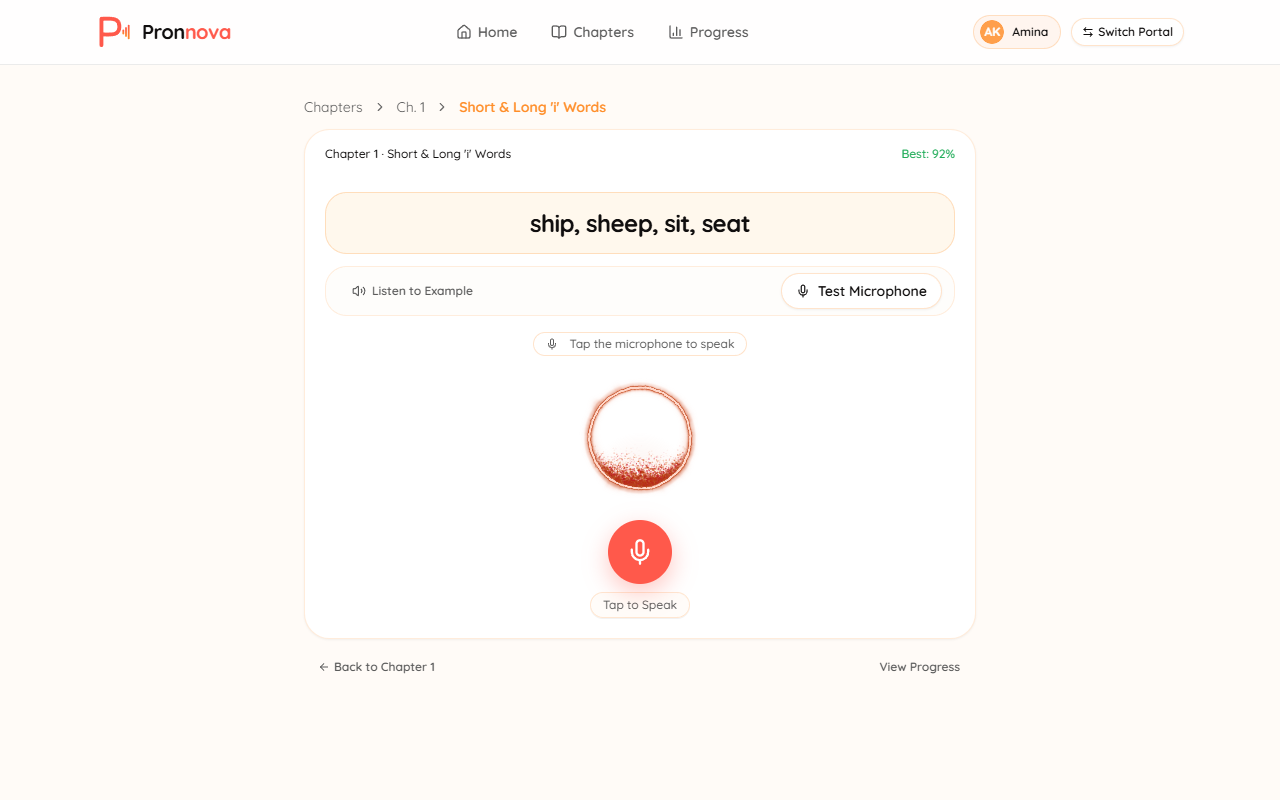 Pronnova
Home
Chapters
Progress
AK
Amina
Switch Portal
Chapters > Ch. 1 > Short & Long 'i' Words
Chapter 1 · Short & Long 'i' Words
Best: 92%
ship, sheep, sit, seat
Listen to Example
Test Microphone
Tap the microphone to speak
Tap to Speak
← Back to Chapter 1
View Progress